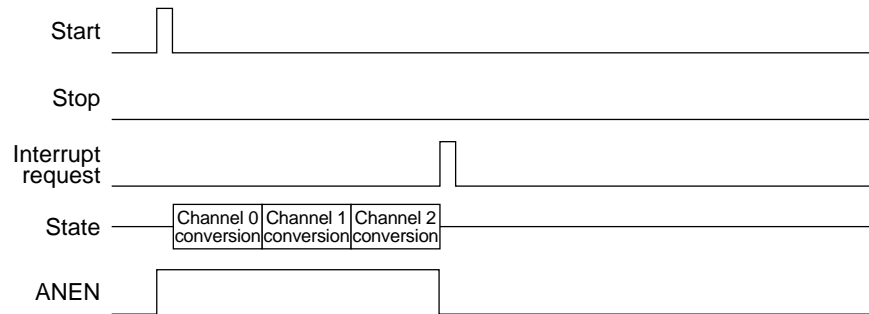 Start
Stop
Interrupt
request
State
Channel 0
conversion
Channel 1
conversion
Channel 2
conversion
ANEN